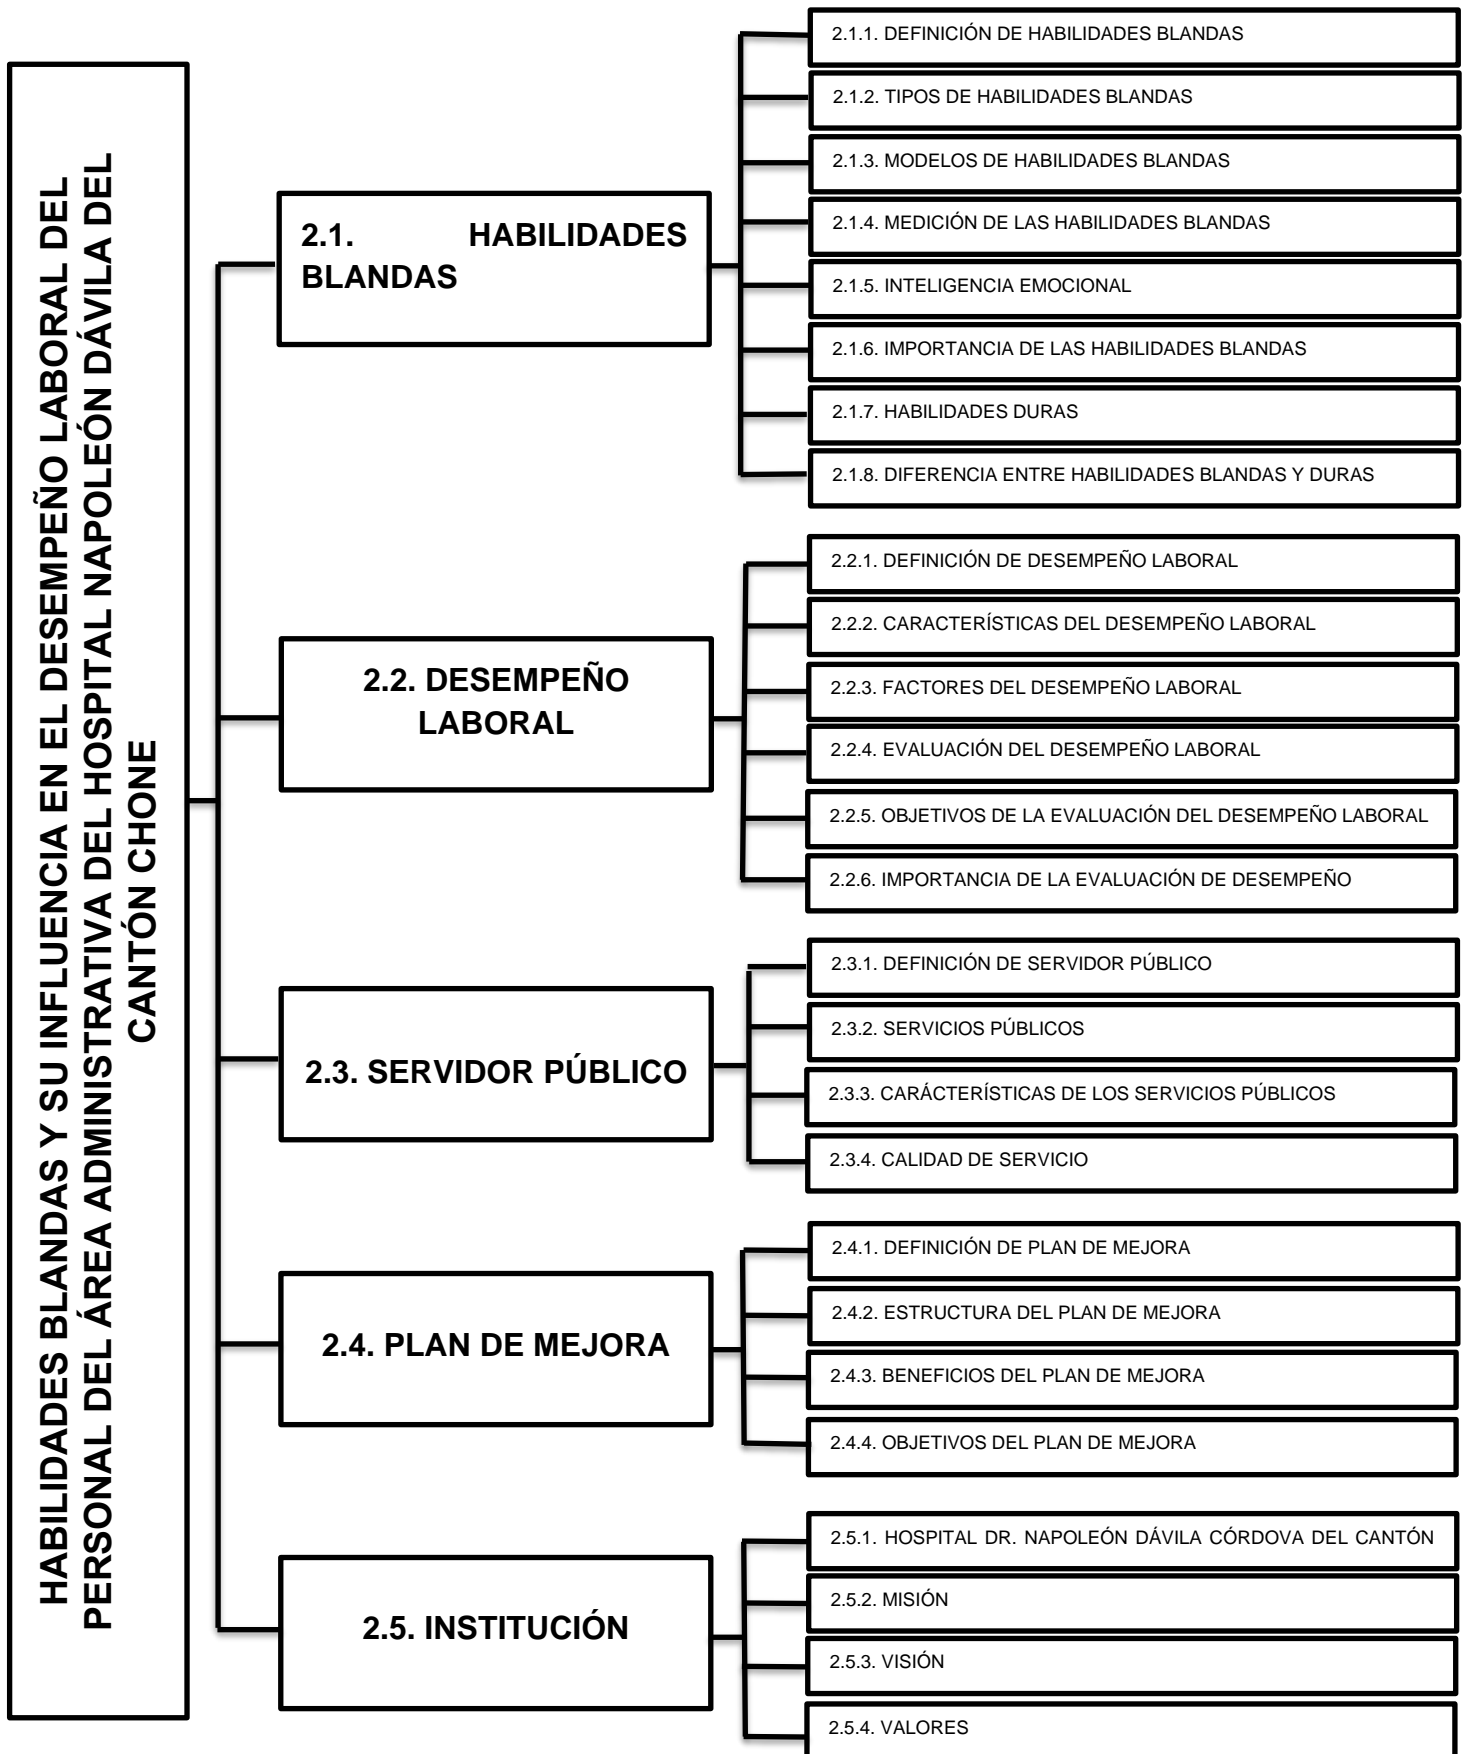 HABILIDADES BLANDAS Y SU INFLUENCIA EN EL DESEMPEÑO LABORAL DEL
PERSONAL DEL ÁREA ADMINISTRATIVA DEL HOSPITAL NAPOLEÓN DÁVILA DEL
CANTÓN CHONE
2.1. HABILIDADES
BLANDAS
2.1.1. DEFINICIÓN DE HABILIDADES BLANDAS
2.1.2. TIPOS DE HABILIDADES BLANDAS
2.1.3. MODELOS DE HABILIDADES BLANDAS
2.1.4. MEDICIÓN DE LAS HABILIDADES BLANDAS
2.1.5. INTELIGENCIA EMOCIONAL
2.1.6. IMPORTANCIA DE LAS HABILIDADES BLANDAS
2.1.7. HABILIDADES DURAS
2.1.8. DIFERENCIA ENTRE HABILIDADES BLANDAS Y DURAS
2.2. DESEMPEÑO
LABORAL
2.2.1. DEFINICIÓN DE DESEMPEÑO LABORAL
2.2.2. CARACTERÍSTICAS DEL DESEMPEÑO LABORAL
2.2.3. FACTORES DEL DESEMPEÑO LABORAL
2.2.4. EVALUACIÓN DEL DESEMPEÑO LABORAL
2.2.5. OBJETIVOS DE LA EVALUACIÓN DEL DESEMPEÑO LABORAL
2.2.6. IMPORTANCIA DE LA EVALUACIÓN DE DESEMPEÑO
2.3. SERVIDOR PÚBLICO
2.3.1. DEFINICIÓN DE SERVIDOR PÚBLICO
2.3.2. SERVICIOS PÚBLICOS
2.3.3. CARÁCTERÍSTICAS DE LOS SERVICIOS PÚBLICOS
2.3.4. CALIDAD DE SERVICIO
2.4. PLAN DE MEJORA
2.4.1. DEFINICIÓN DE PLAN DE MEJORA
2.4.2. ESTRUCTURA DEL PLAN DE MEJORA
2.4.3. BENEFICIOS DEL PLAN DE MEJORA
2.4.4. OBJETIVOS DEL PLAN DE MEJORA
2.5. INSTITUCIÓN
2.5.1. HOSPITAL DR. NAPOLEÓN DÁVILA CÓRDOVA DEL CANTÓN
2.5.2. MISIÓN
2.5.3. VISIÓN
2.5.4. VALORES